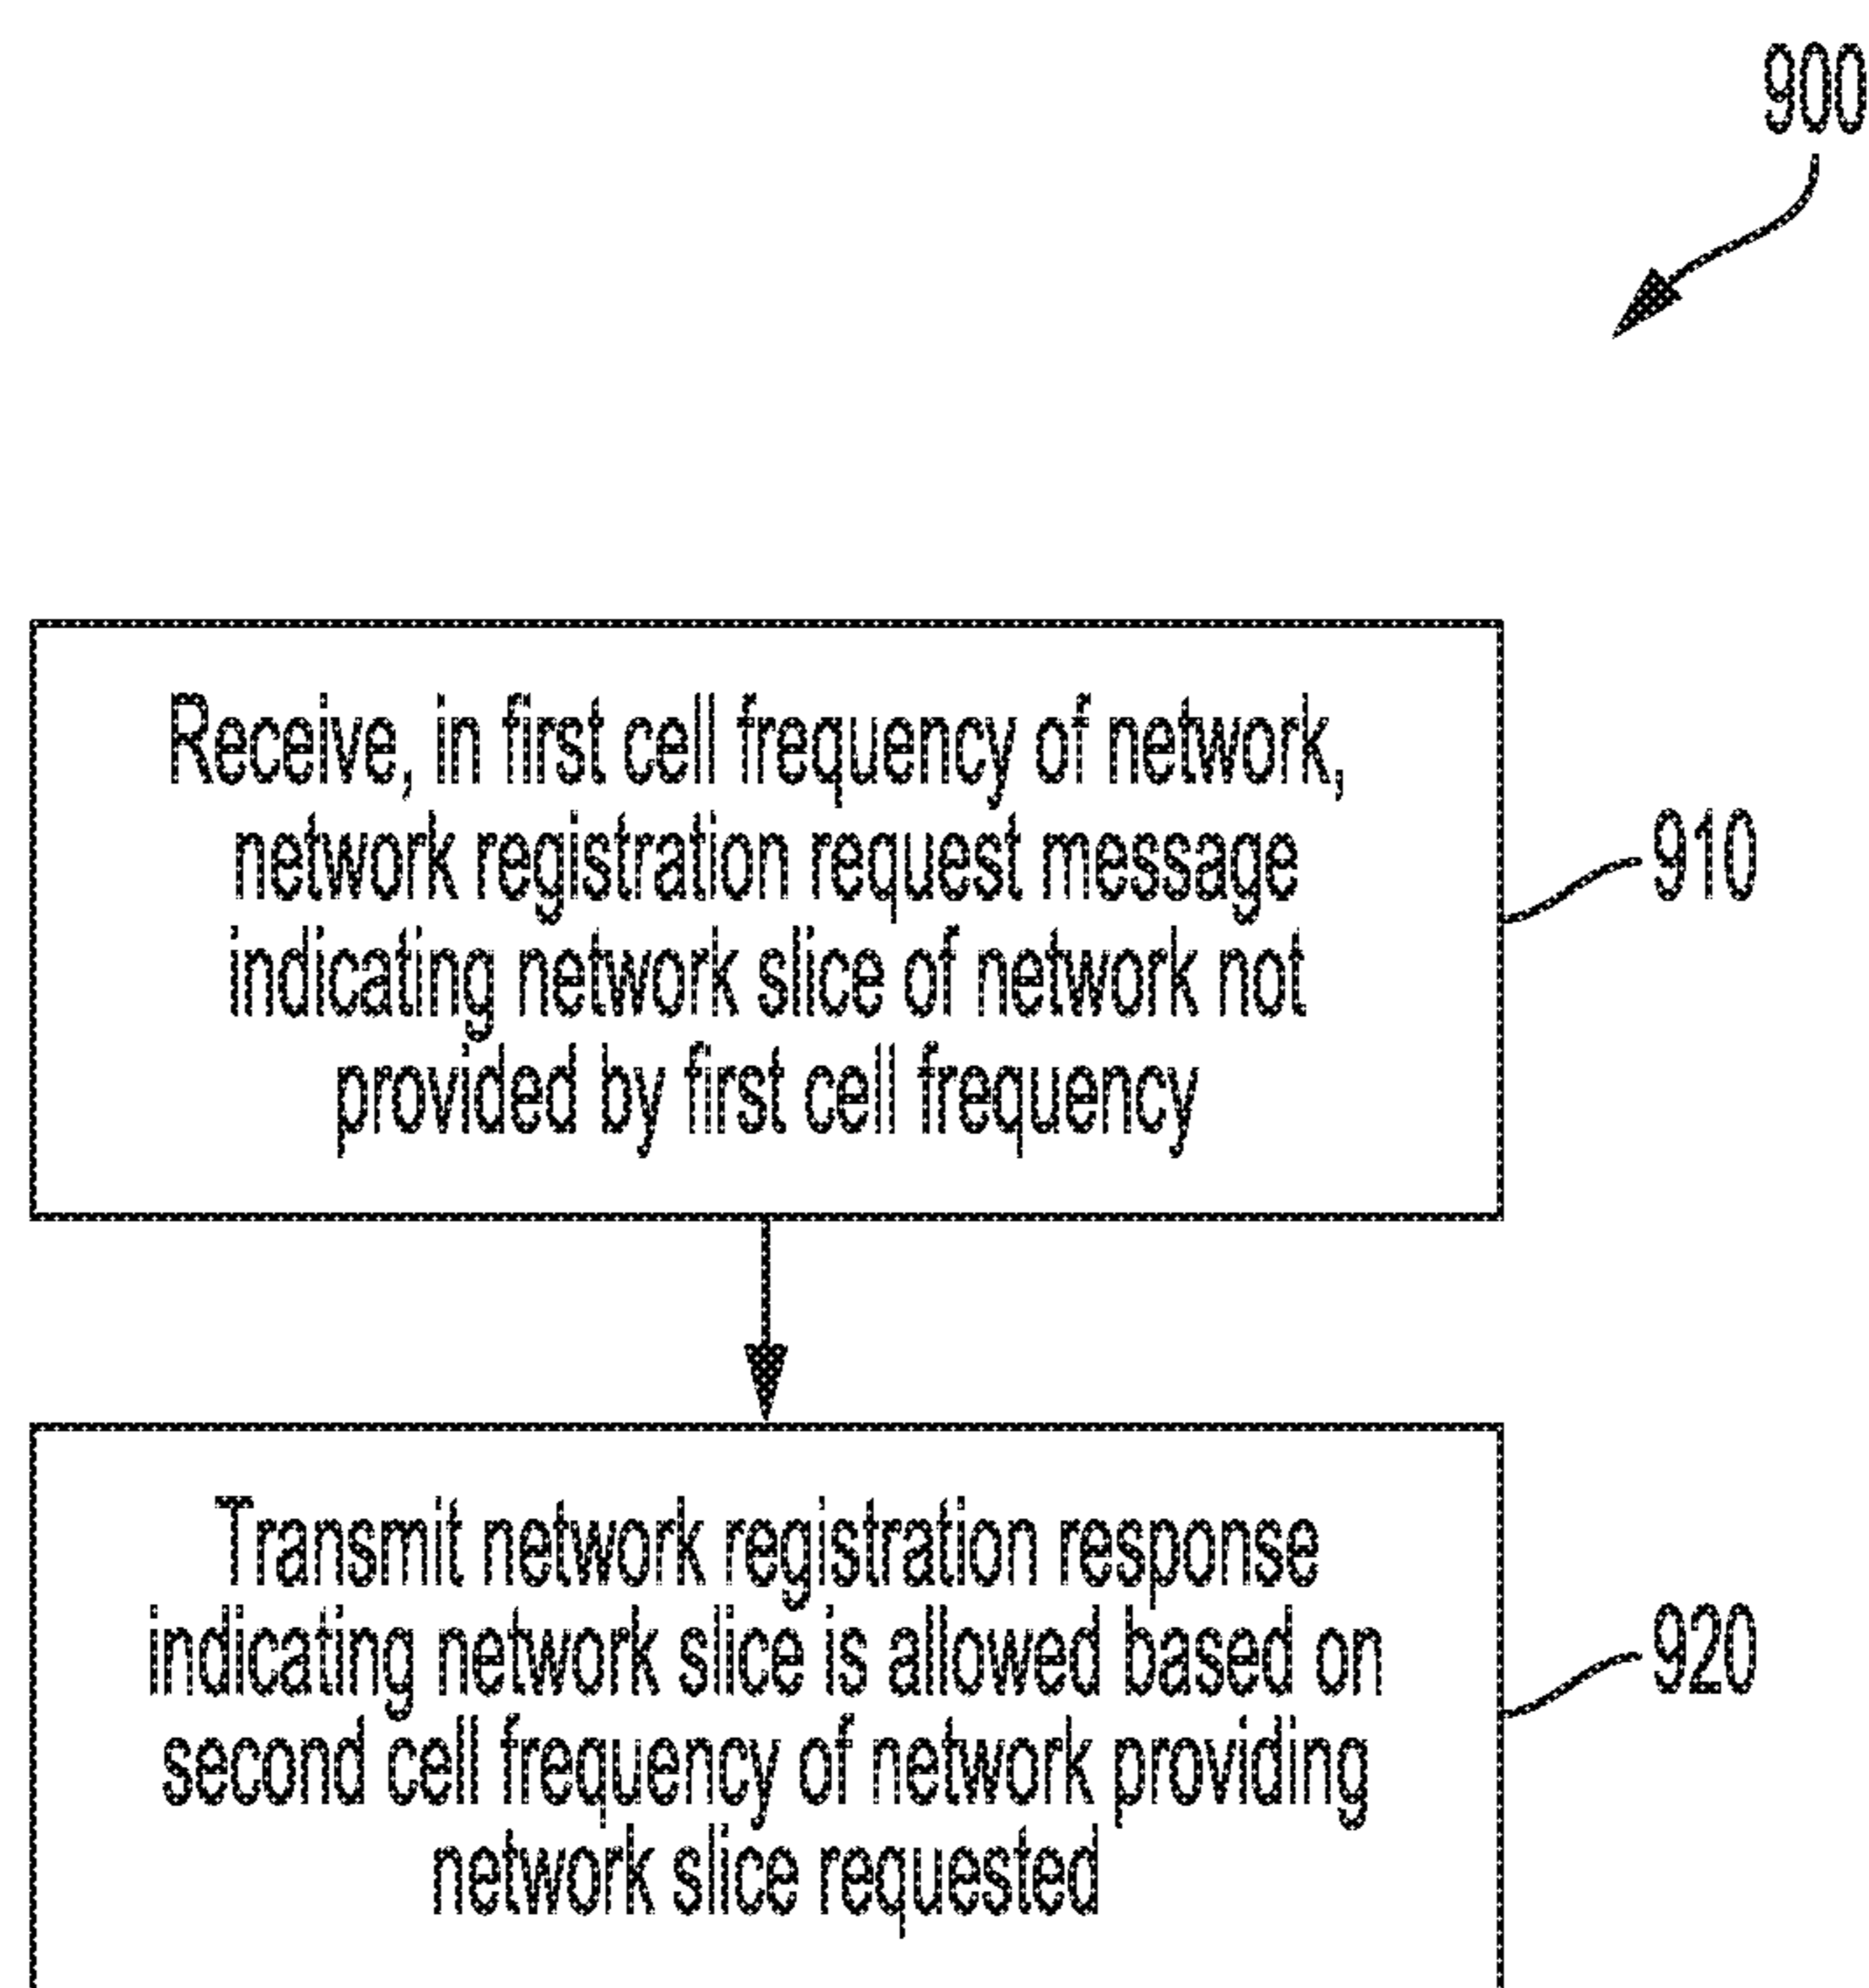 900
Receive, in first cell frequency of network,
network registration request message
indicating network slice of network not
provided by first cell frequency
910
Transmit network registration response
indicating network slice is allowed based on
second cell frequency of network providing
network slice requested
920